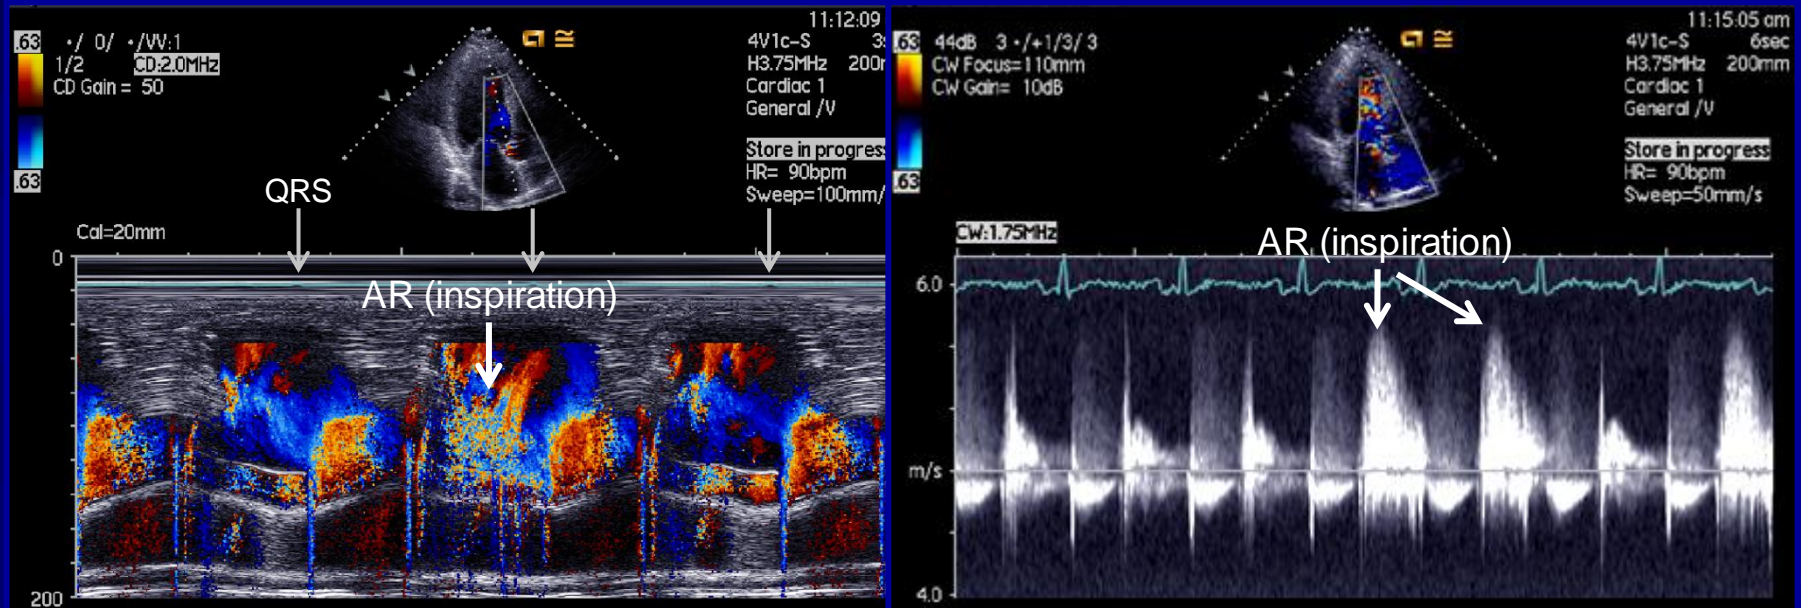 11:12:09
.63
•/ 0/ •/VV:1
1/2 CD:2.0MHz
CD Gain = 50
.63
4V1c-S 3s
H3.75MHz 200m
Cardiac 1
General /V
Store in progress
HR= 90bpm
Sweep=100mm/
QRS
Cal=20mm
0
AR (inspiration)
200
11:15:05 am
.63
44dB 3 •/+1/3/ 3
CW Focus=110mm
CW Gain= 10dB
.63
4V1c-S 6sec
H3.75MHz 200mm
Cardiac 1
General /V
Store in progress
HR= 90bpm
Sweep=50mm/s
CW:1.75MHz
AR (inspiration)
6.0
m/s
4.0